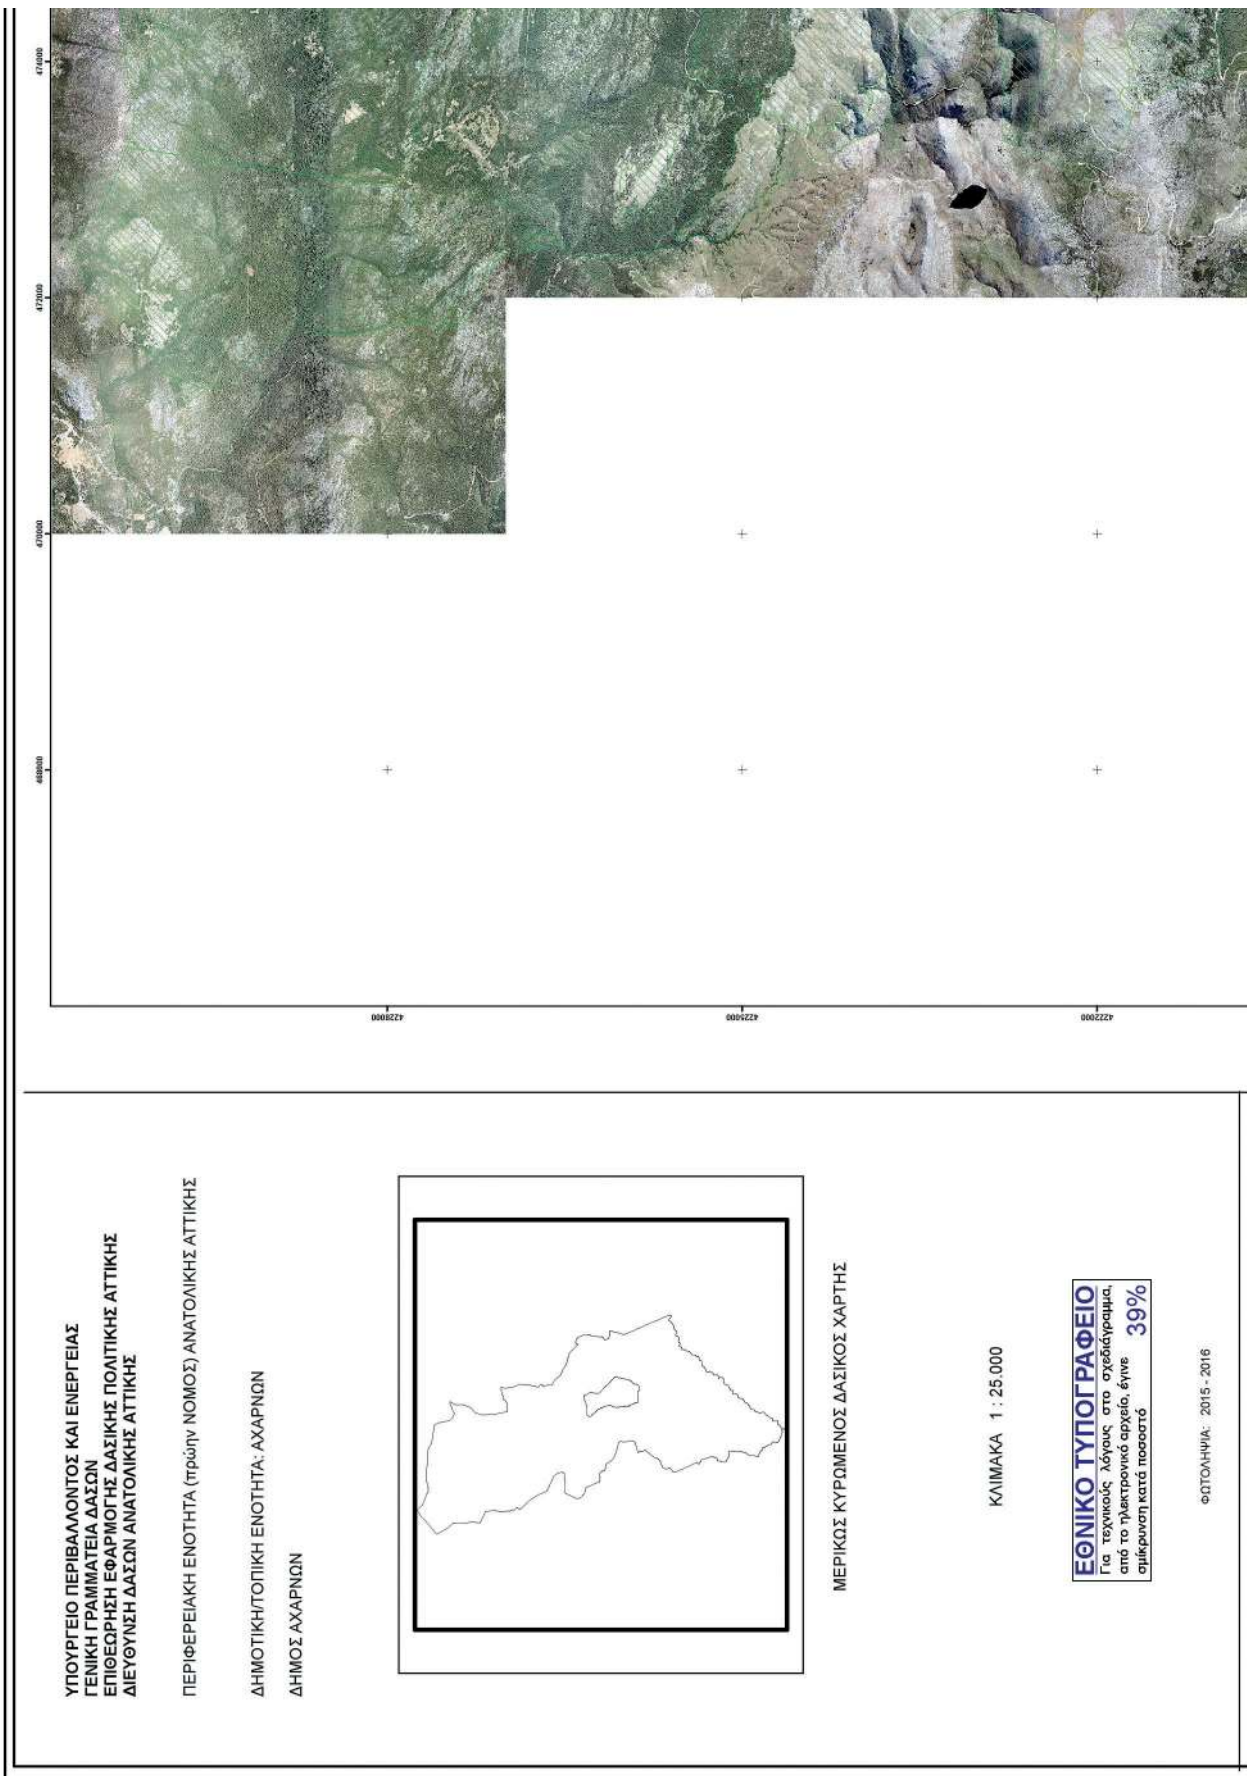 ΥΠΟΥΡΓΕΙΟ ΠΕΡΙΒΑΛΛΟΝΤΟΣ ΚΑΙ ΕΝΕΡΓΕΙΑΣ
ΓΕΝΙΚΗ ΓΡΑΜΜΑΤΕΙΑ ΔΑΣΩΝ
ΕΠΙΘΕΩΡΗΣΗ ΕΦΑΡΜΟΓΗΣ ΔΑΣΙΚΗΣ ΠΟΛΙΤΙΚΗΣ ΑΤΤΙΚΗΣ
ΔΙΕΥΘΥΝΣΗ ΔΑΣΩΝ ΑΝΑΤΟΛΙΚΗΣ ΑΤΤΙΚΗΣ
ΠΕΡΙΦΕΡΕΙΑΚΗ ΕΝΟΤΗΤΑ (πρώην ΝΟΜΟΣ) ΑΝΑΤΟΛΙΚΗΣ ΑΤΤΙΚΗΣ
ΔΗΜΟΤΙΚΗ/ΤΟΠΙΚΗ ΕΝΟΤΗΤΑ: ΑΧΑΡΝΩΝ
ΔΗΜΟΣ ΑΧΑΡΝΩΝ
ΜΕΡΙΚΩΣ ΚΥΡΩΜΕΝΟΣ ΔΑΣΙΚΟΣ ΧΑΡΤΗΣ
ΚΛΙΜΑΚΑ 1 : 25.000
ΕΘΝΙΚΟ ΤΥΠΟΓΡΑΦΕΙΟ
Για τεχνικούς λόγους στο σχεδιάγραμμα,
από το ηλεκτρονικό αρχείο, έγινε
σμίκρυνση κατά ποσοστό 39%
ΦΩΤΟΛΗΨΙΑ: 2015 - 2016
468000
470000
472000
474000
4228000
4225000
4222000